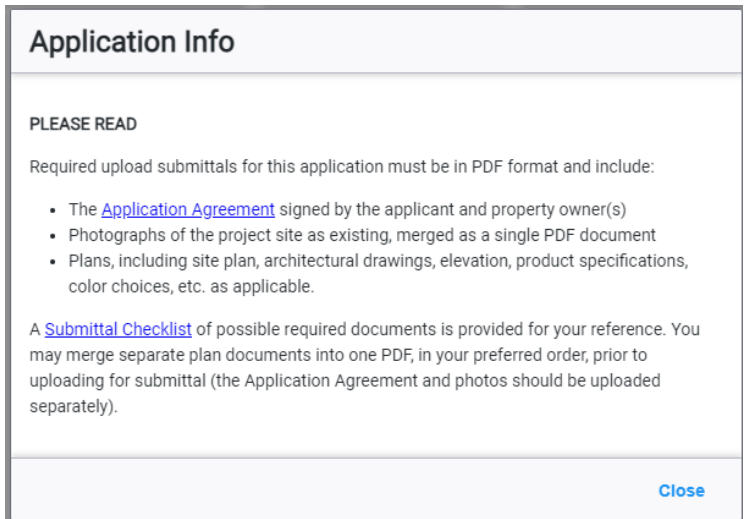 Application Info
PLEASE READ
Required upload submittals for this application must be in PDF format and include:
• The Application Agreement signed by the applicant and property owner(s)
• Photographs of the project site as existing, merged as a single PDF document
• Plans, including site plan, architectural drawings, elevation, product specifications,
color choices, etc. as applicable.
A Submittal Checklist of possible required documents is provided for your reference. You
may merge separate plan documents into one PDF, in your preferred order, prior to
uploading for submittal (the Application Agreement and photos should be uploaded
separately).
Close